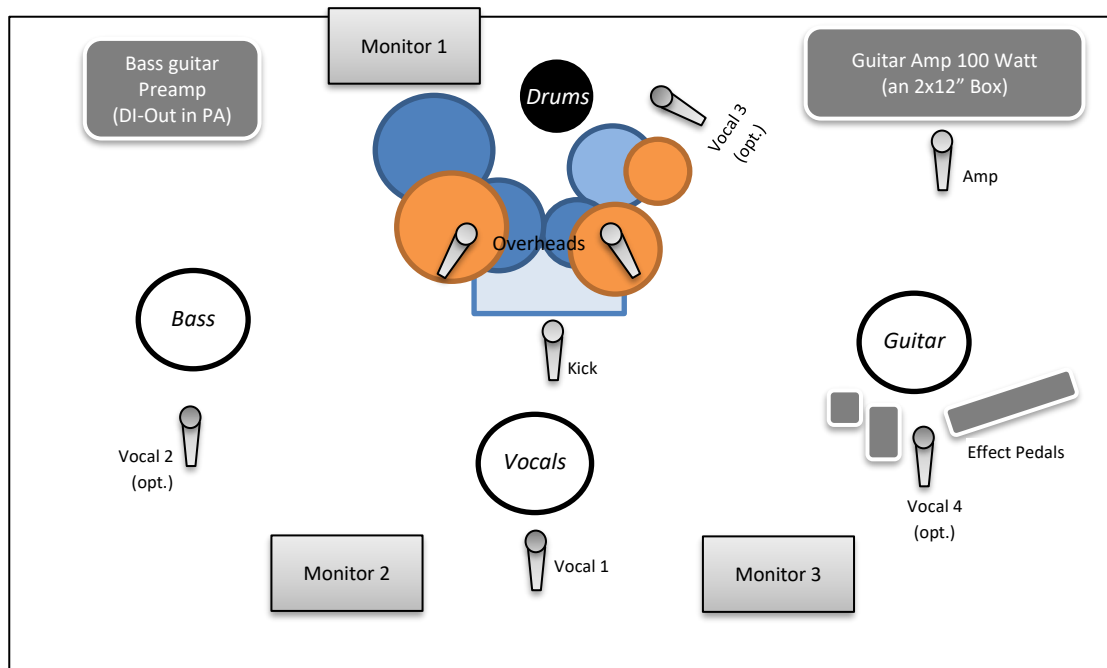 Monitor 1
Bass guitar
Preamp
(DI-Out in PA)
Drums
Vocal 3
(opt.)
Guitar Amp 100 Watt
(an 2x12” Box)
Amp
Overheads
Bass
Kick
Guitar
Vocal 2
(opt.)
Vocals
Effect Pedals
Vocal 4
(opt.)
Monitor 2
Vocal 1
Monitor 3